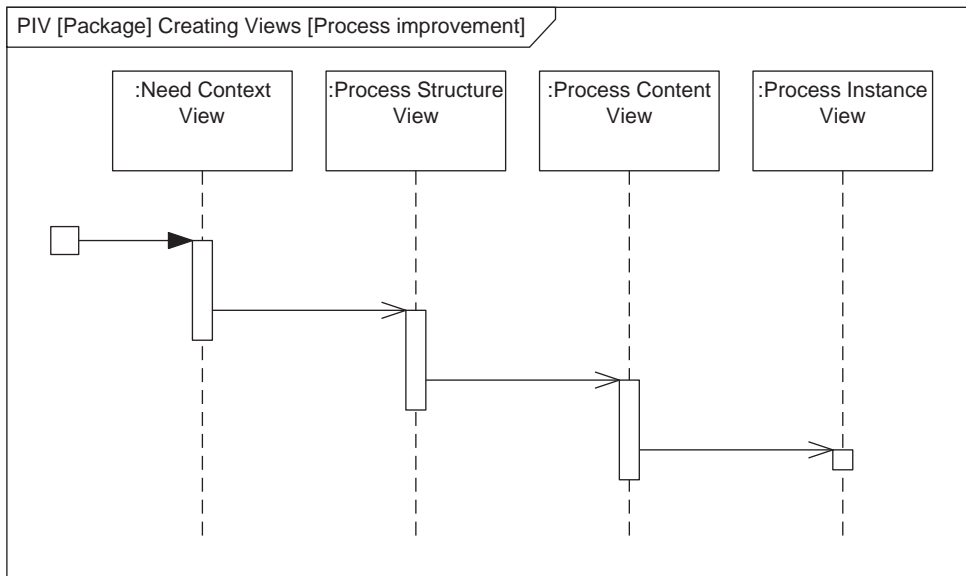 PIV [Package] Creating Views [Process improvement]
:Need Context
View
:Process Structure
View
:Process Content
View
:Process Instance
View